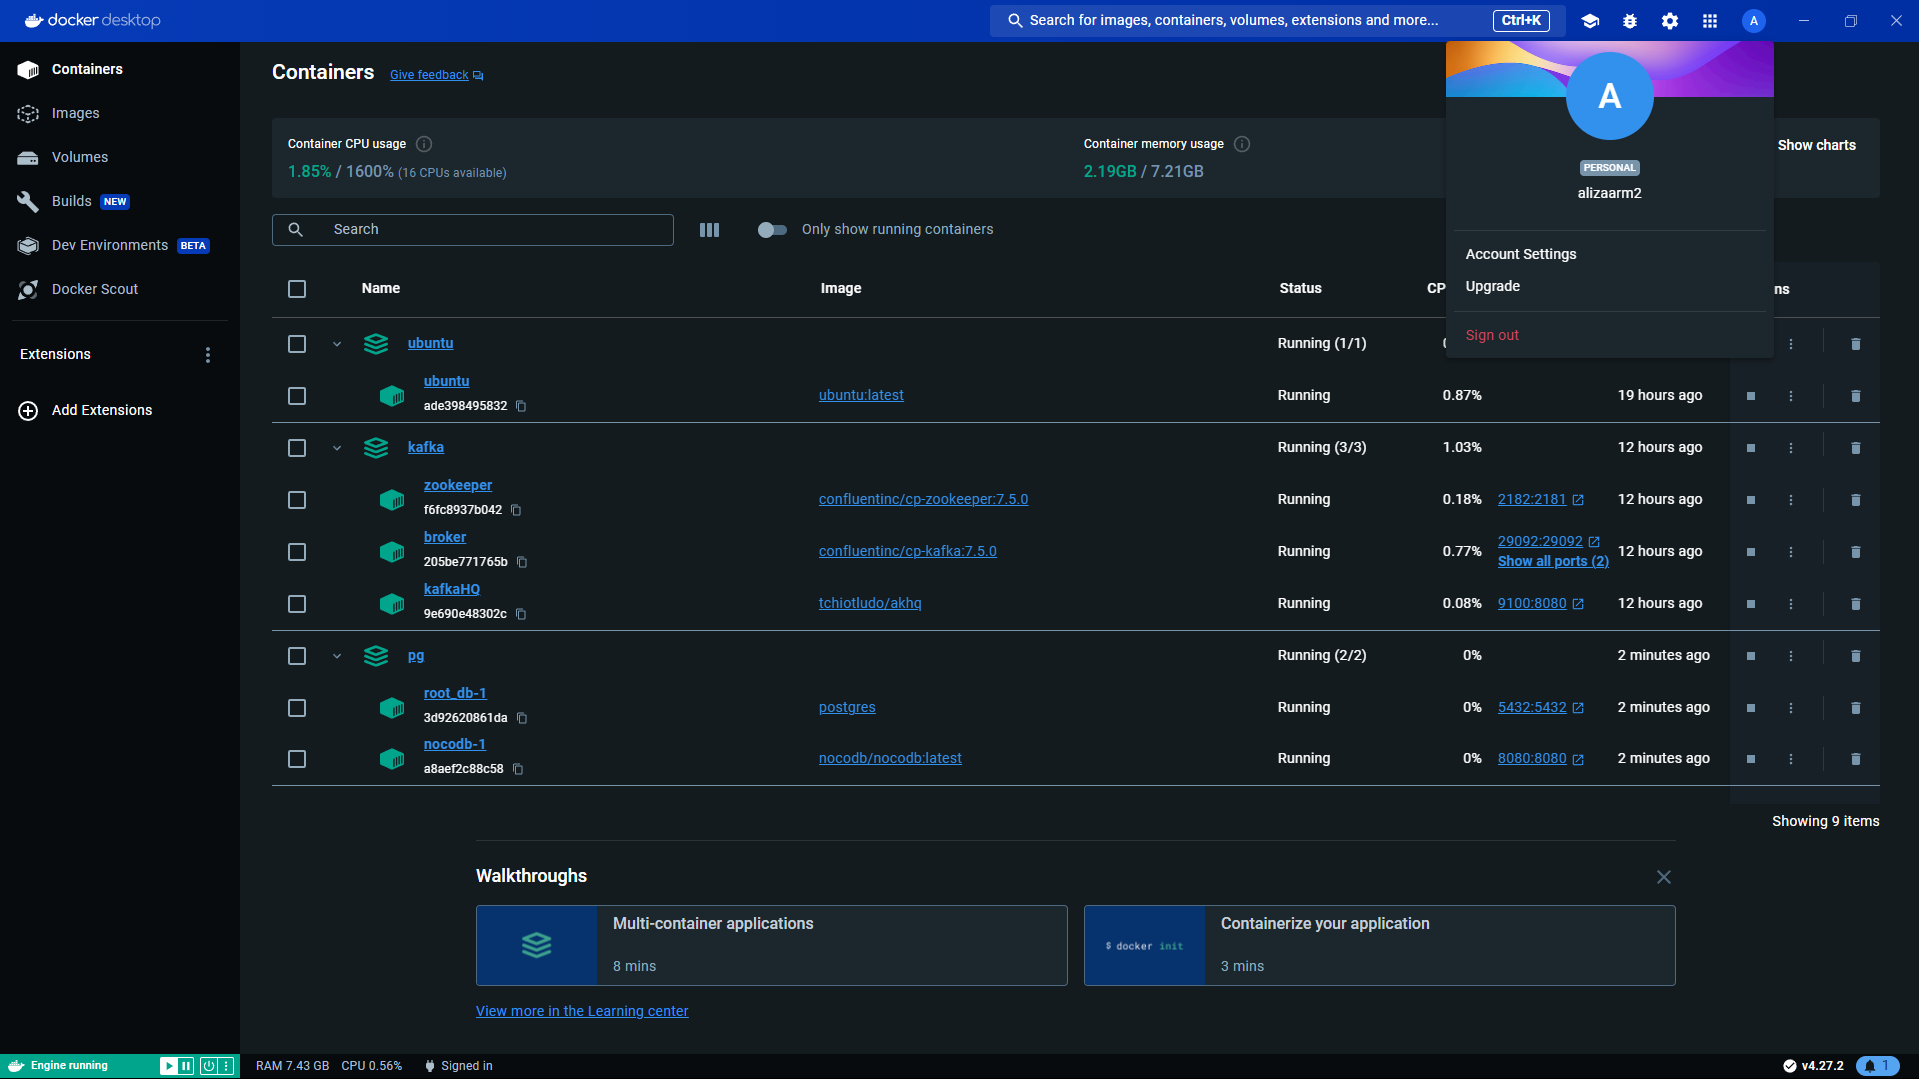 docker desktop
Search for images, containers, volumes, extensions and more...
Ctrl+K
A
Containers
Images
Volumes
Builds NEW
Dev Environments BETA
Docker Scout
Extensions
Add Extensions
Containers Give feedback
Container CPU usage
1.85% / 1600% (16 CPUs available)
Container memory usage
2.19GB / 7.21GB
Show charts
A
PERSONAL
alizaarm2
Account Settings
Upgrade
Sign out
Search
Only show running containers
Name Image Status CP ns
ubuntu Running (1/1)
ubuntu
ade398495832
ubuntu:latest Running 0.87% 19 hours ago
kafka Running (3/3) 1.03% 12 hours ago
zookeeper
f6fc8937b042
confluentinc/cp-zookeeper:7.5.0 Running 0.18% 2182:2181 12 hours ago
broker
205be771765b
confluentinc/cp-kafka:7.5.0 Running 0.77% 29092:29092
Show all ports (2)
12 hours ago
kafkaHQ
9e690e48302c
tchiotludo/akhq Running 0.08% 9100:8080 12 hours ago
pg Running (2/2) 0% 2 minutes ago
root_db-1
3d92620861da
postgres Running 0% 5432:5432 2 minutes ago
nocodb-1
a8aef2c88c58
nocodb/nocodb:latest Running 0% 8080:8080 2 minutes ago
Showing 9 items
Walkthroughs
Multi-container applications
8 mins
$ docker init
Containerize your application
3 mins
View more in the Learning center
Engine running
RAM 7.43 GB CPU 0.56% Signed in
v4.27.2
1